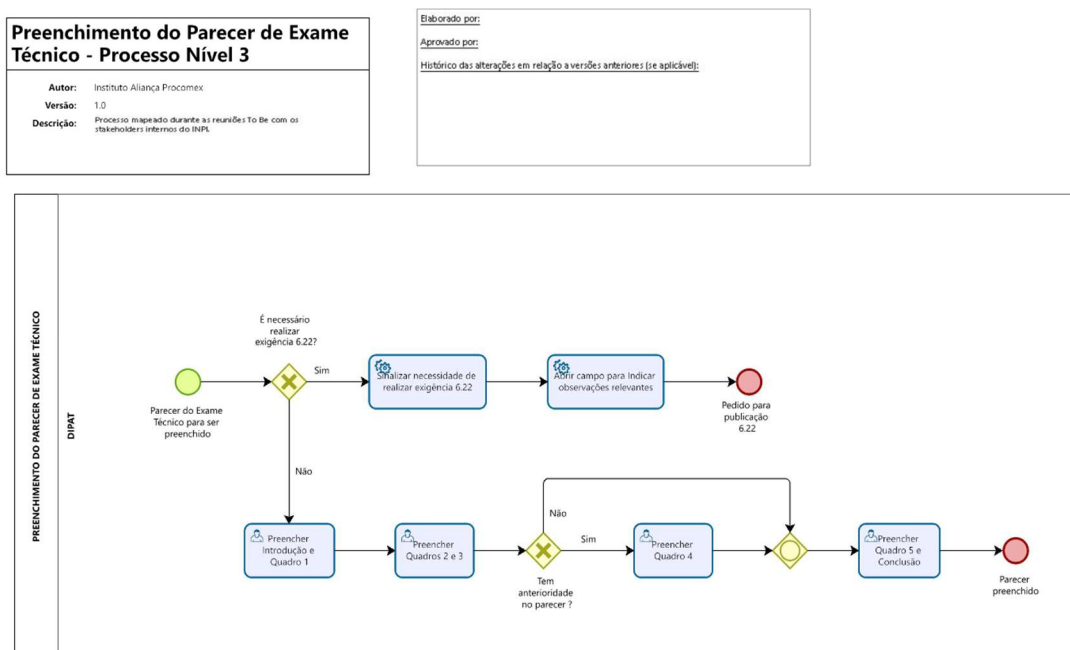 Preenchimento do Parecer de Exame
Técnico - Processo Nível 3
Autor: Instituto Aliança Procomex
Versão: 1.0
Descrição: Processo mapeado durante as reuniões To Be com os
stakeholders internos do INPI.
Elaborado por:
Aprovado por:
Histórico das alterações em relação a versões anteriores (se aplicável):
PREENCHIMENTO DO PARECER DE EXAME TÉCNICO
DIPAT
Parecer do Exame
Técnico para ser
preenchido
É necessário
realizar
exigência 6.22?
Sim
Sinalizar necessidade de
realizar exigência 6.22
Abrir campo para Indicar
observações relevantes
Pedido para
publicação
6.22
Não
Preencher
Introdução e
Quadro 1
Preencher
Quadros 2 e 3
Tem
anterioridade
no parecer ?
Não
Sim
Preencher
Quadro 4
Preencher
Quadro 5 e
Conclusão
Parecer
preenchido